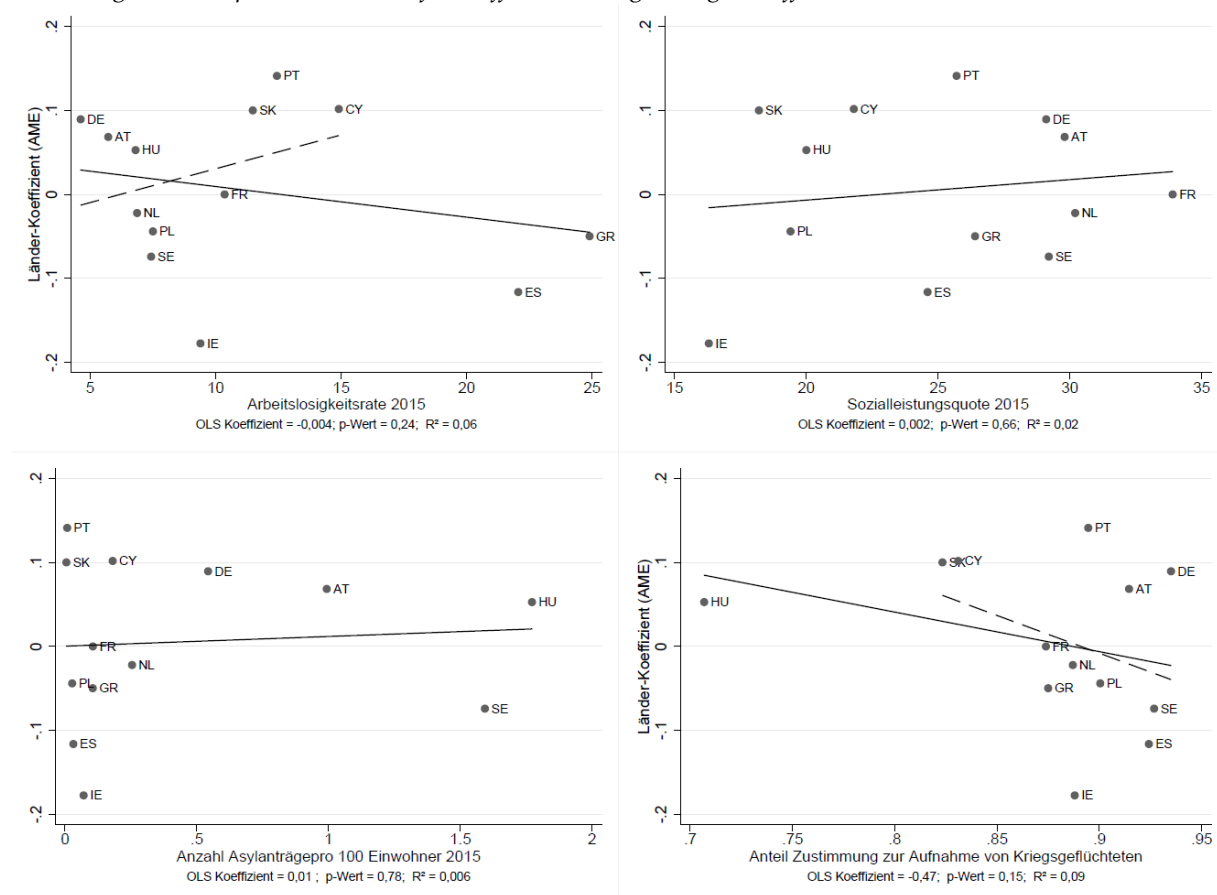 .2
.1
0
-.1
-.2
Länder-Koeffizient (AME)
PT
SK
CY
DE
AT
HU
FR
NL
PL
SE
GR
ES
IE
5 10 15 20 25
Arbeitslosigkeitsrate 2015
OLS Koeffizient = -0,004; p-Wert = 0,24; R² = 0,06
.2
.1
0
-.1
-.2
PT
SK
CY
DE
AT
HU
FR
NL
PL
GR
SE
ES
IE
15 20 25 30 35
Sozialleistungsquote 2015
OLS Koeffizient = 0,002; p-Wert = 0,66; R² = 0,02
.2
.1
0
-.1
-.2
PT
SK
CY
DE
AT
HU
FR
NL
PL
GR
SE
ES
IE
0 .5 1 1.5 2
Anzahl Asylanträgepro 100 Einwohner 2015
OLS Koeffizient = 0,01 ; p-Wert = 0,78; R² = 0,006
.2
.1
0
-.1
-.2
Länder-Koeffizient (AME)
PT
SK
CY
DE
AT
HU
FR
NL
GR
PL
SE
ES
IE
.7 .75 .8 .85 .9 .95
Anteil Zustimmung zur Aufnahme von Kriegsgeflüchteten
OLS Koeffizient = -0,47; p-Wert = 0,15; R² = 0,09